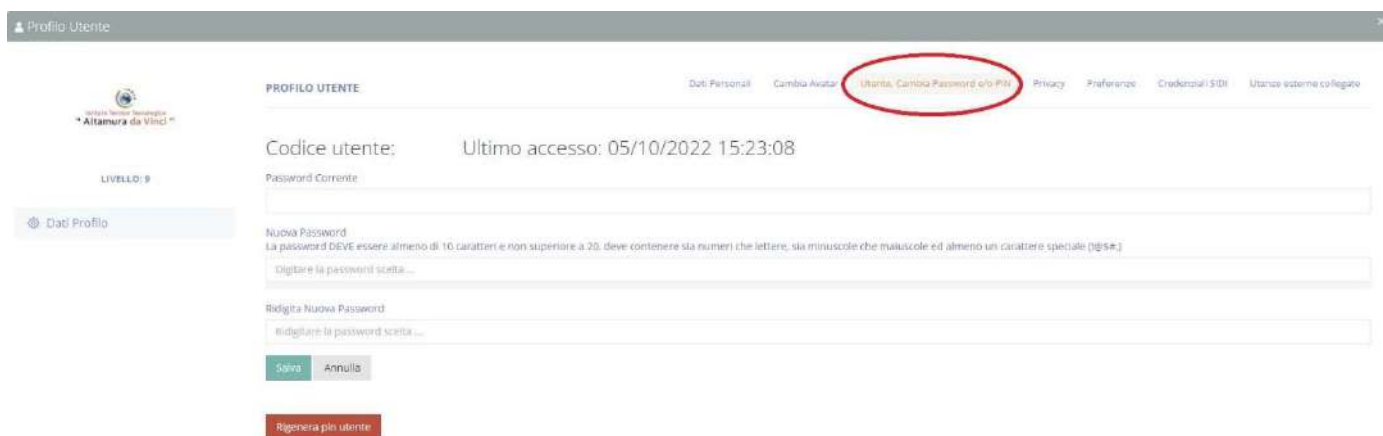 Profilo Utente
×
Istituto Tecnico Tecnologico
" Altamura da Vinci "
LIVELLO: 9
Dati Profilo
PROFILO UTENTE
Dati Personali Cambia Avatar Utente, Cambia Password e/o PIN Privacy Preferenze Credenziali SIDI Utenze esterne collegate
Codice utente: Ultimo accesso: 05/10/2022 15:23:08
Password Corrente
Nuova Password
La password DEVE essere almeno di 10 caratteri e non superiore a 20, deve contenere sia numeri che lettere, sia minuscole che maiuscole ed almeno un carattere speciale [!@$#;]
Digitare la password scelta ...
Ridigita Nuova Password
Ridigitare la password scelta ...
Salva Annulla
Rigenera pin utente